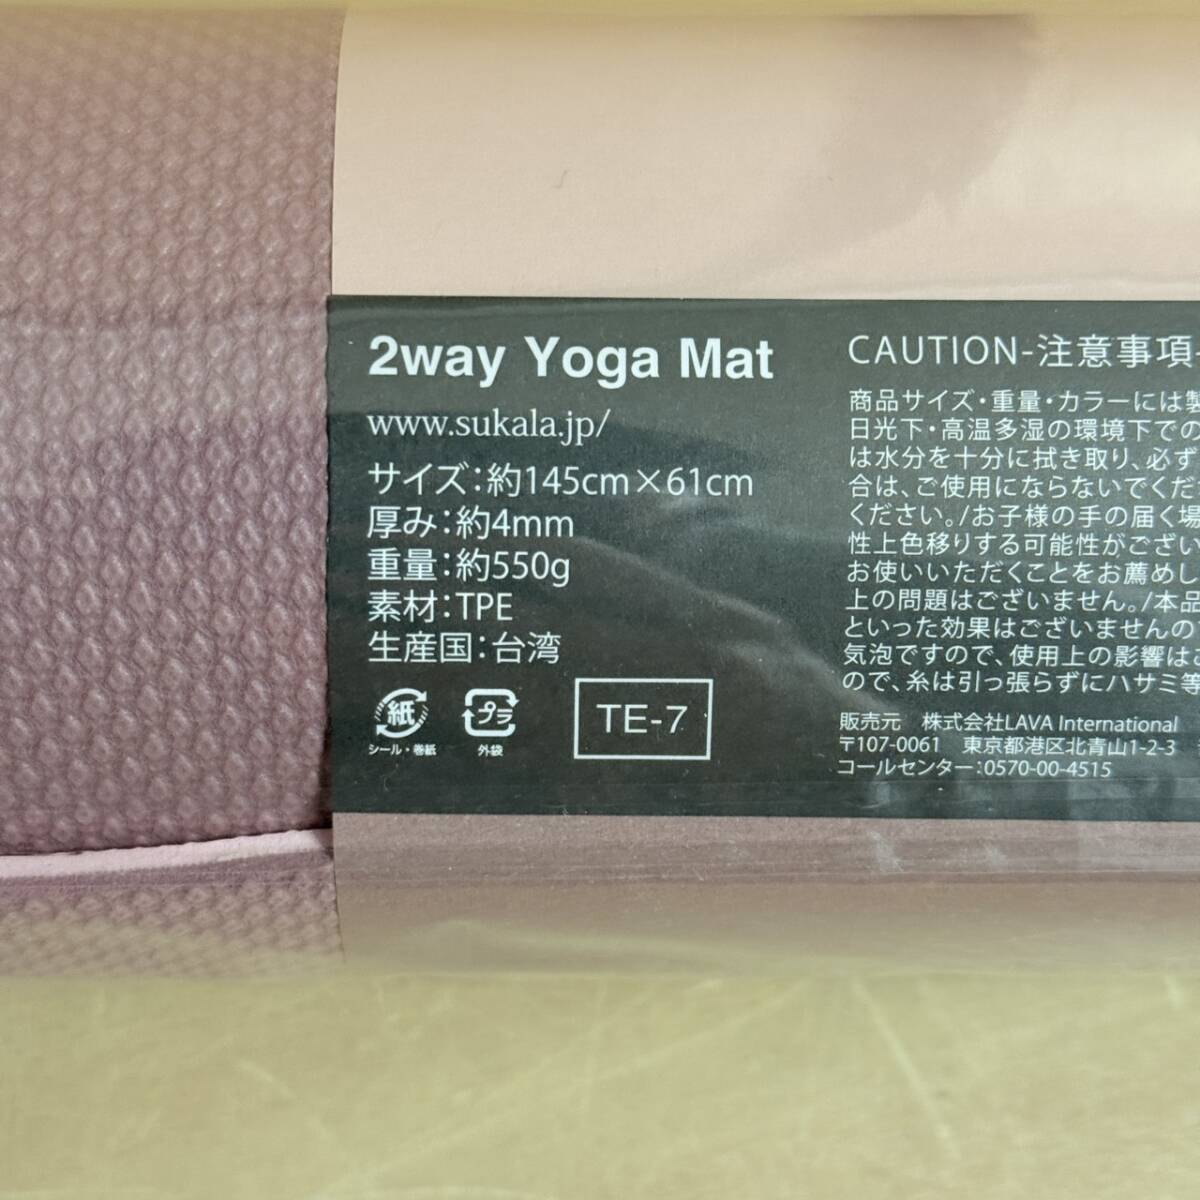 2way Yoga Mat
www.sukala.jp/
サイズ:約145cm×61cm
厚み:約4mm
重量:約550g
素材:TPE
生産国:台湾
紙
シール・巻紙
プラ
外袋
TE-7
CAUTION-注意事項-
商品サイズ・重量・カラーには製
日光下・高温多湿の環境下での
は水分を十分に拭き取り、必ず
合は、ご使用にならないでくだ
ください。/お子様の手の届く場
性上色移りする可能性がござい
お使いいただくことをお薦めし
上の問題はございません。/本品
といった効果はございませんの
気泡ですので、使用上の影響はご
ので、糸は引っ張らずにハサミ等
販売元　株式会社LAVA International
〒107-0061　東京都港区北青山1-2-3
コールセンター:0570-00-4515